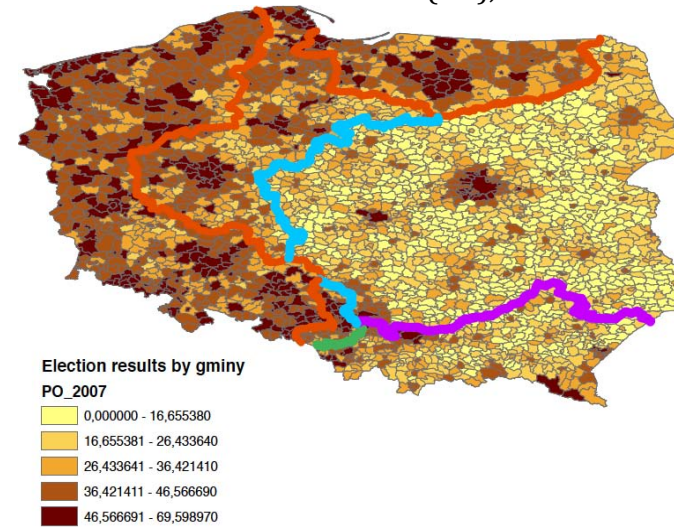 Election results by gminy
PO_2007
0,000000 - 16,655380
16,655381 - 26,433640
26,433641 - 36,421410
36,421411 - 46,566690
46,566691 - 69,598970